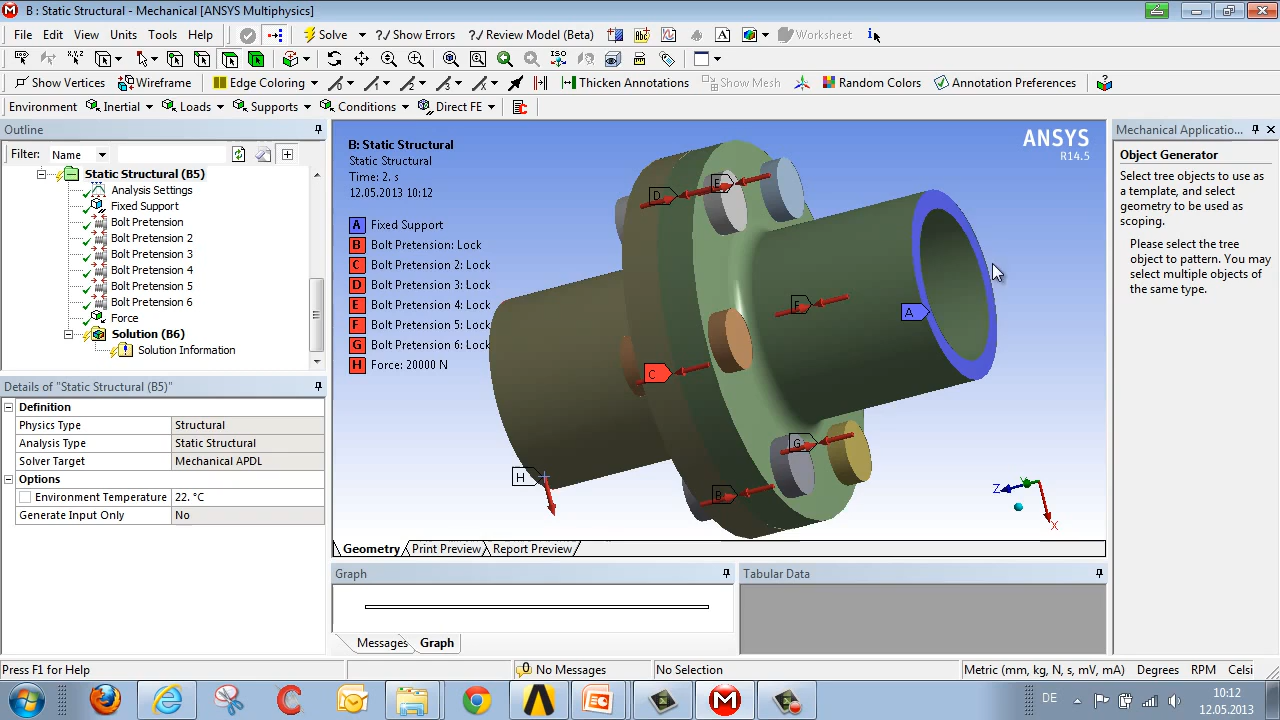 B : Static Structural - Mechanical [ANSYS Multiphysics]
File Edit View Units Tools Help Solve ?/ Show Errors ?/ Review Model (Beta) A Worksheet
Show Vertices Wireframe Edge Coloring Thicken Annotations Show Mesh Random Colors Annotation Preferences
Environment Inertial Loads Supports Conditions Direct FE
Outline
Filter: Name
Static Structural (B5)
Analysis Settings
Fixed Support
Bolt Pretension
Bolt Pretension 2
Bolt Pretension 3
Bolt Pretension 4
Bolt Pretension 5
Bolt Pretension 6
Force
Solution (B6)
Solution Information
Details of "Static Structural (B5)"
Definition
Physics Type Structural
Analysis Type Static Structural
Solver Target Mechanical APDL
Options
Environment Temperature 22. °C
Generate Input Only No
B: Static Structural
Static Structural
Time: 2. s
12.05.2013 10:12
A Fixed Support
B Bolt Pretension: Lock
C Bolt Pretension 2: Lock
D Bolt Pretension 3: Lock
E Bolt Pretension 4: Lock
F Bolt Pretension 5: Lock
G Bolt Pretension 6: Lock
H Force: 20000 N
ANSYS
R14.5
D
E
F
A
C
G
H
B
Z
X
Geometry Print Preview Report Preview
Graph
Messages Graph
Tabular Data
Mechanical Applicatio...
Object Generator
Select tree objects to use as
a template, and select
geometry to be used as
scoping.
Please select the tree
object to pattern. You may
select multiple objects of
the same type.
Press F1 for Help 0 No Messages No Selection Metric (mm, kg, N, s, mV, mA) Degrees RPM Celsi
DE 10:12
12.05.2013